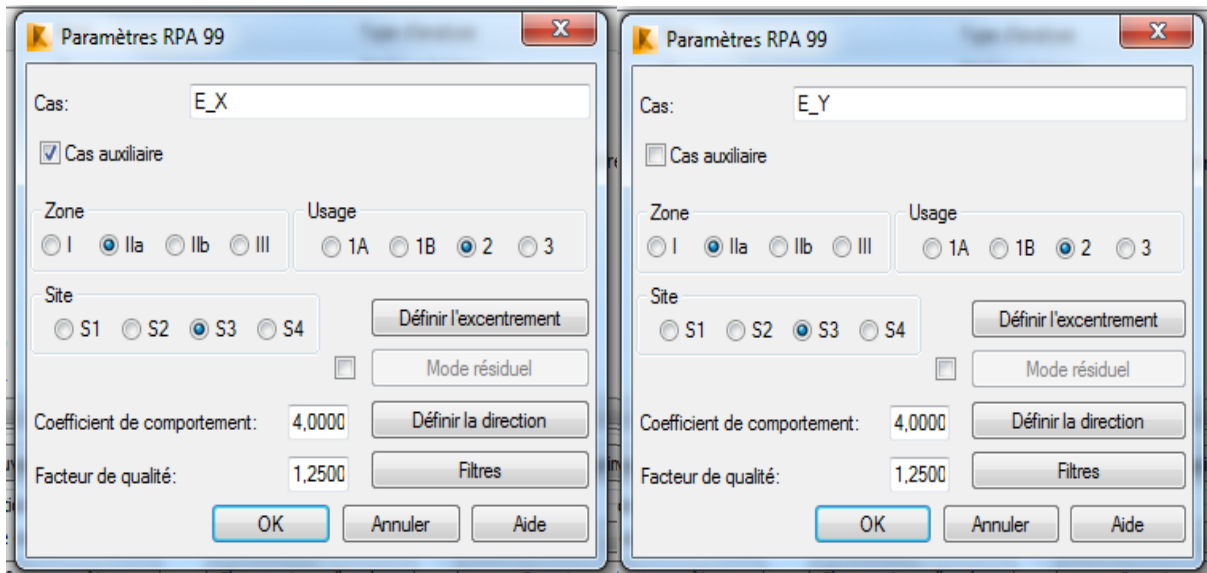 Paramètres RPA 99
Cas: E_X
Cas auxiliaire
Zone
I IIa IIb III
Usage
1A 1B 2 3
Site
S1 S2 S3 S4
Définir l'excentrement
Mode résiduel
Coefficient de comportement: 4,0000
Définir la direction
Facteur de qualité: 1,2500
Filtres
OK Annuler Aide
Paramètres RPA 99
Cas: E_Y
Cas auxiliaire
Zone
I IIa IIb III
Usage
1A 1B 2 3
Site
S1 S2 S3 S4
Définir l'excentrement
Mode résiduel
Coefficient de comportement: 4,0000
Définir la direction
Facteur de qualité: 1,2500
Filtres
OK Annuler Aide